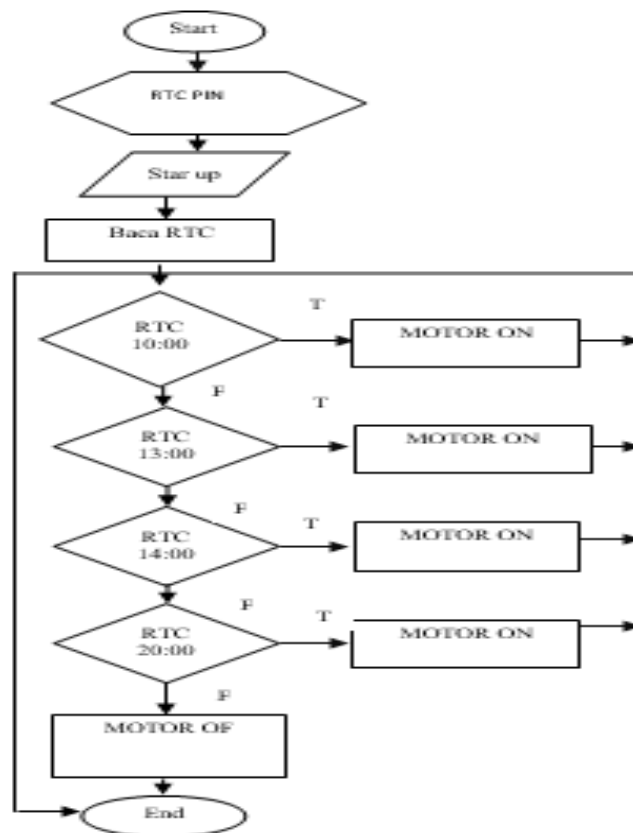 Start
RTC PIN
Star up
Baca RTC
RTC
10:00
T
MOTOR ON
F
RTC
13:00
T
MOTOR ON
F
RTC
14:00
T
MOTOR ON
F
RTC
20:00
T
MOTOR ON
F
MOTOR OF
End